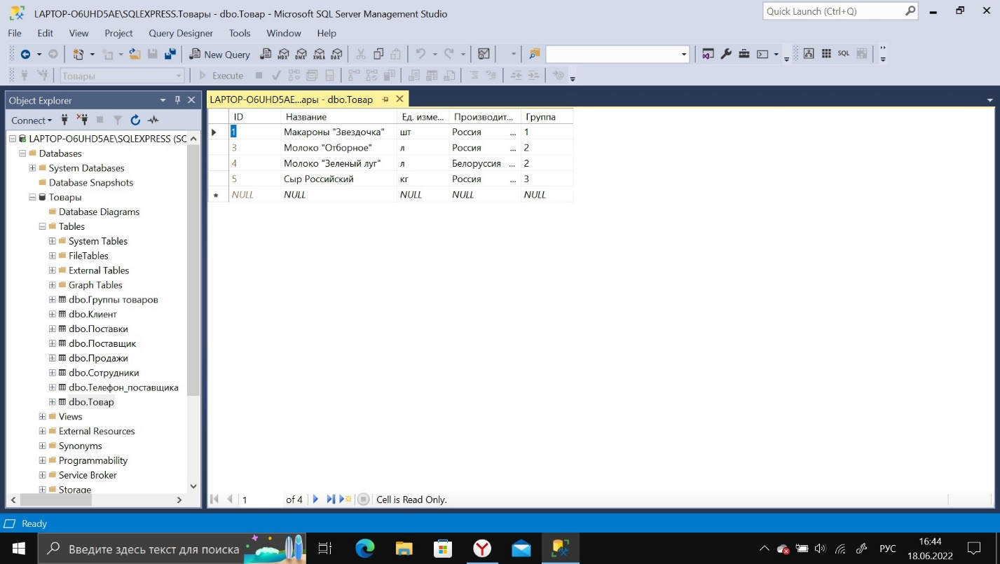 LAPTOP-O6UHD5AE\SQLEXPRESS.Товары - dbo.Товар - Microsoft SQL Server Management Studio
Quick Launch (Ctrl+Q)
File Edit View Project Query Designer Tools Window Help
New Query MDX DMX XMLA DAX SQL
Товары Execute
Object Explorer
LAPTOP-O6UHD5AE...ары - dbo.Товар
Connect
LAPTOP-O6UHD5AE\SQLEXPRESS (SC
Databases
System Databases
Database Snapshots
Товары
Database Diagrams
Tables
System Tables
FileTables
External Tables
Graph Tables
dbo.Группы товаров
dbo.Клиент
dbo.Поставки
dbo.Поставщик
dbo.Продажи
dbo.Сотрудники
dbo.Телефон_поставщика
dbo.Товар
Views
External Resources
Synonyms
Programmability
Service Broker
Storage
ID Название Ед. изме... Производит... Группа
1 Макароны "Звездочка" шт Россия ... 1
3 Молоко "Отборное" л Россия ... 2
4 Молоко "Зеленый луг" л Белоруссия ... 2
5 Сыр Российский кг Россия ... 3
NULL NULL NULL NULL NULL
1 of 4 Cell is Read Only.
Ready
Введите здесь текст для поиска
РУС
16:44
18.06.2022